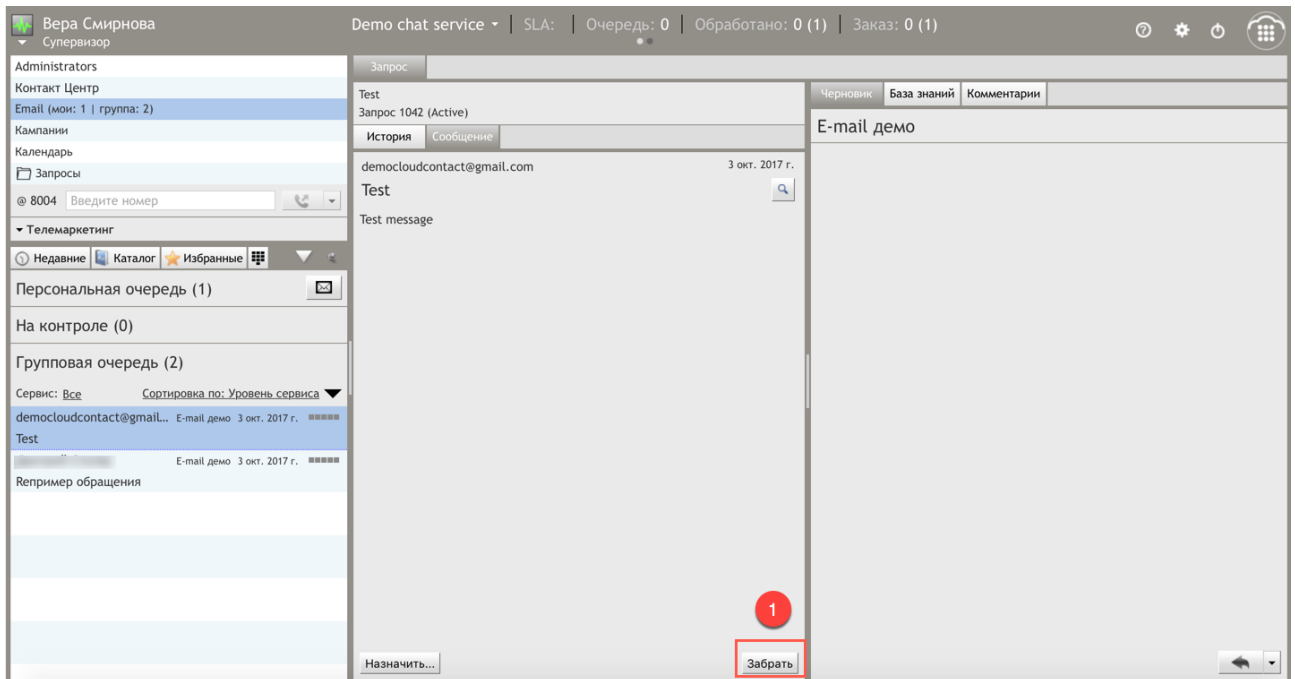 Вера Смирнова
Супервизор
Demo chat service
SLA:
Очередь: 0
Обработано: 0 (1)
Заказ: 0 (1)
Administrators
Контакт Центр
Email (мои: 1 | группа: 2)
Кампании
Календарь
Запросы
@ 8004 Введите номер
Телемаркетинг
Недавние Каталог Избранные
Персональная очередь (1)
На контроле (0)
Групповая очередь (2)
Сервис: Все Сортировка по: Уровень сервиса
democloudcontact@gmail... E-mail демо 3 окт. 2017 г.
Test
E-mail демо 3 окт. 2017 г.
Reпример обращения
Запрос
Test
Запрос 1042 (Active)
История Сообщение
democloudcontact@gmail.com 3 окт. 2017 г.
Test
Test message
1
Назначить... Забрать
Черновик База знаний Комментарии
E-mail демо